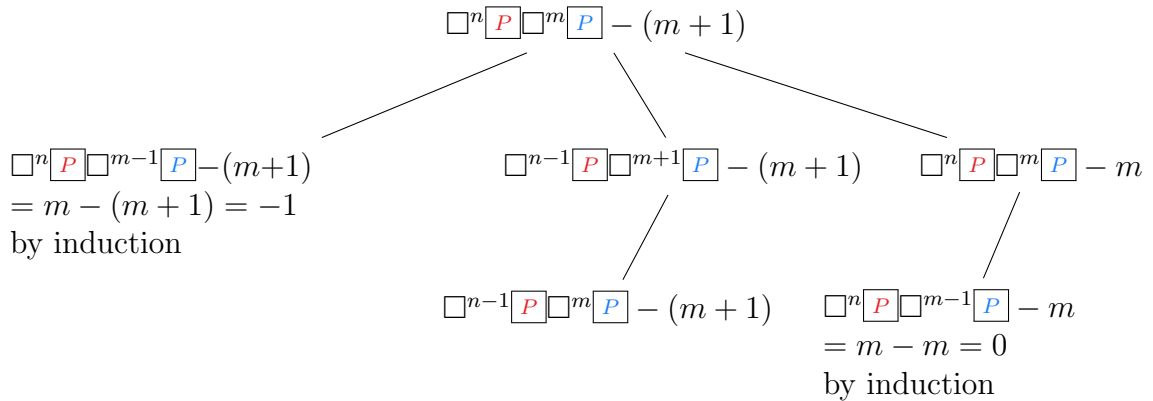 □ⁿ[P]□ᵐ[P] − (m + 1)
□ⁿ[P]□ᵐ⁻¹[P]−(m+1)
= m − (m + 1) = −1
by induction
□ⁿ⁻¹[P]□ᵐ⁺¹[P] − (m + 1)
□ⁿ[P]□ᵐ[P] − m
□ⁿ⁻¹[P]□ᵐ[P] − (m + 1)
□ⁿ[P]□ᵐ⁻¹[P] − m
= m − m = 0
by induction